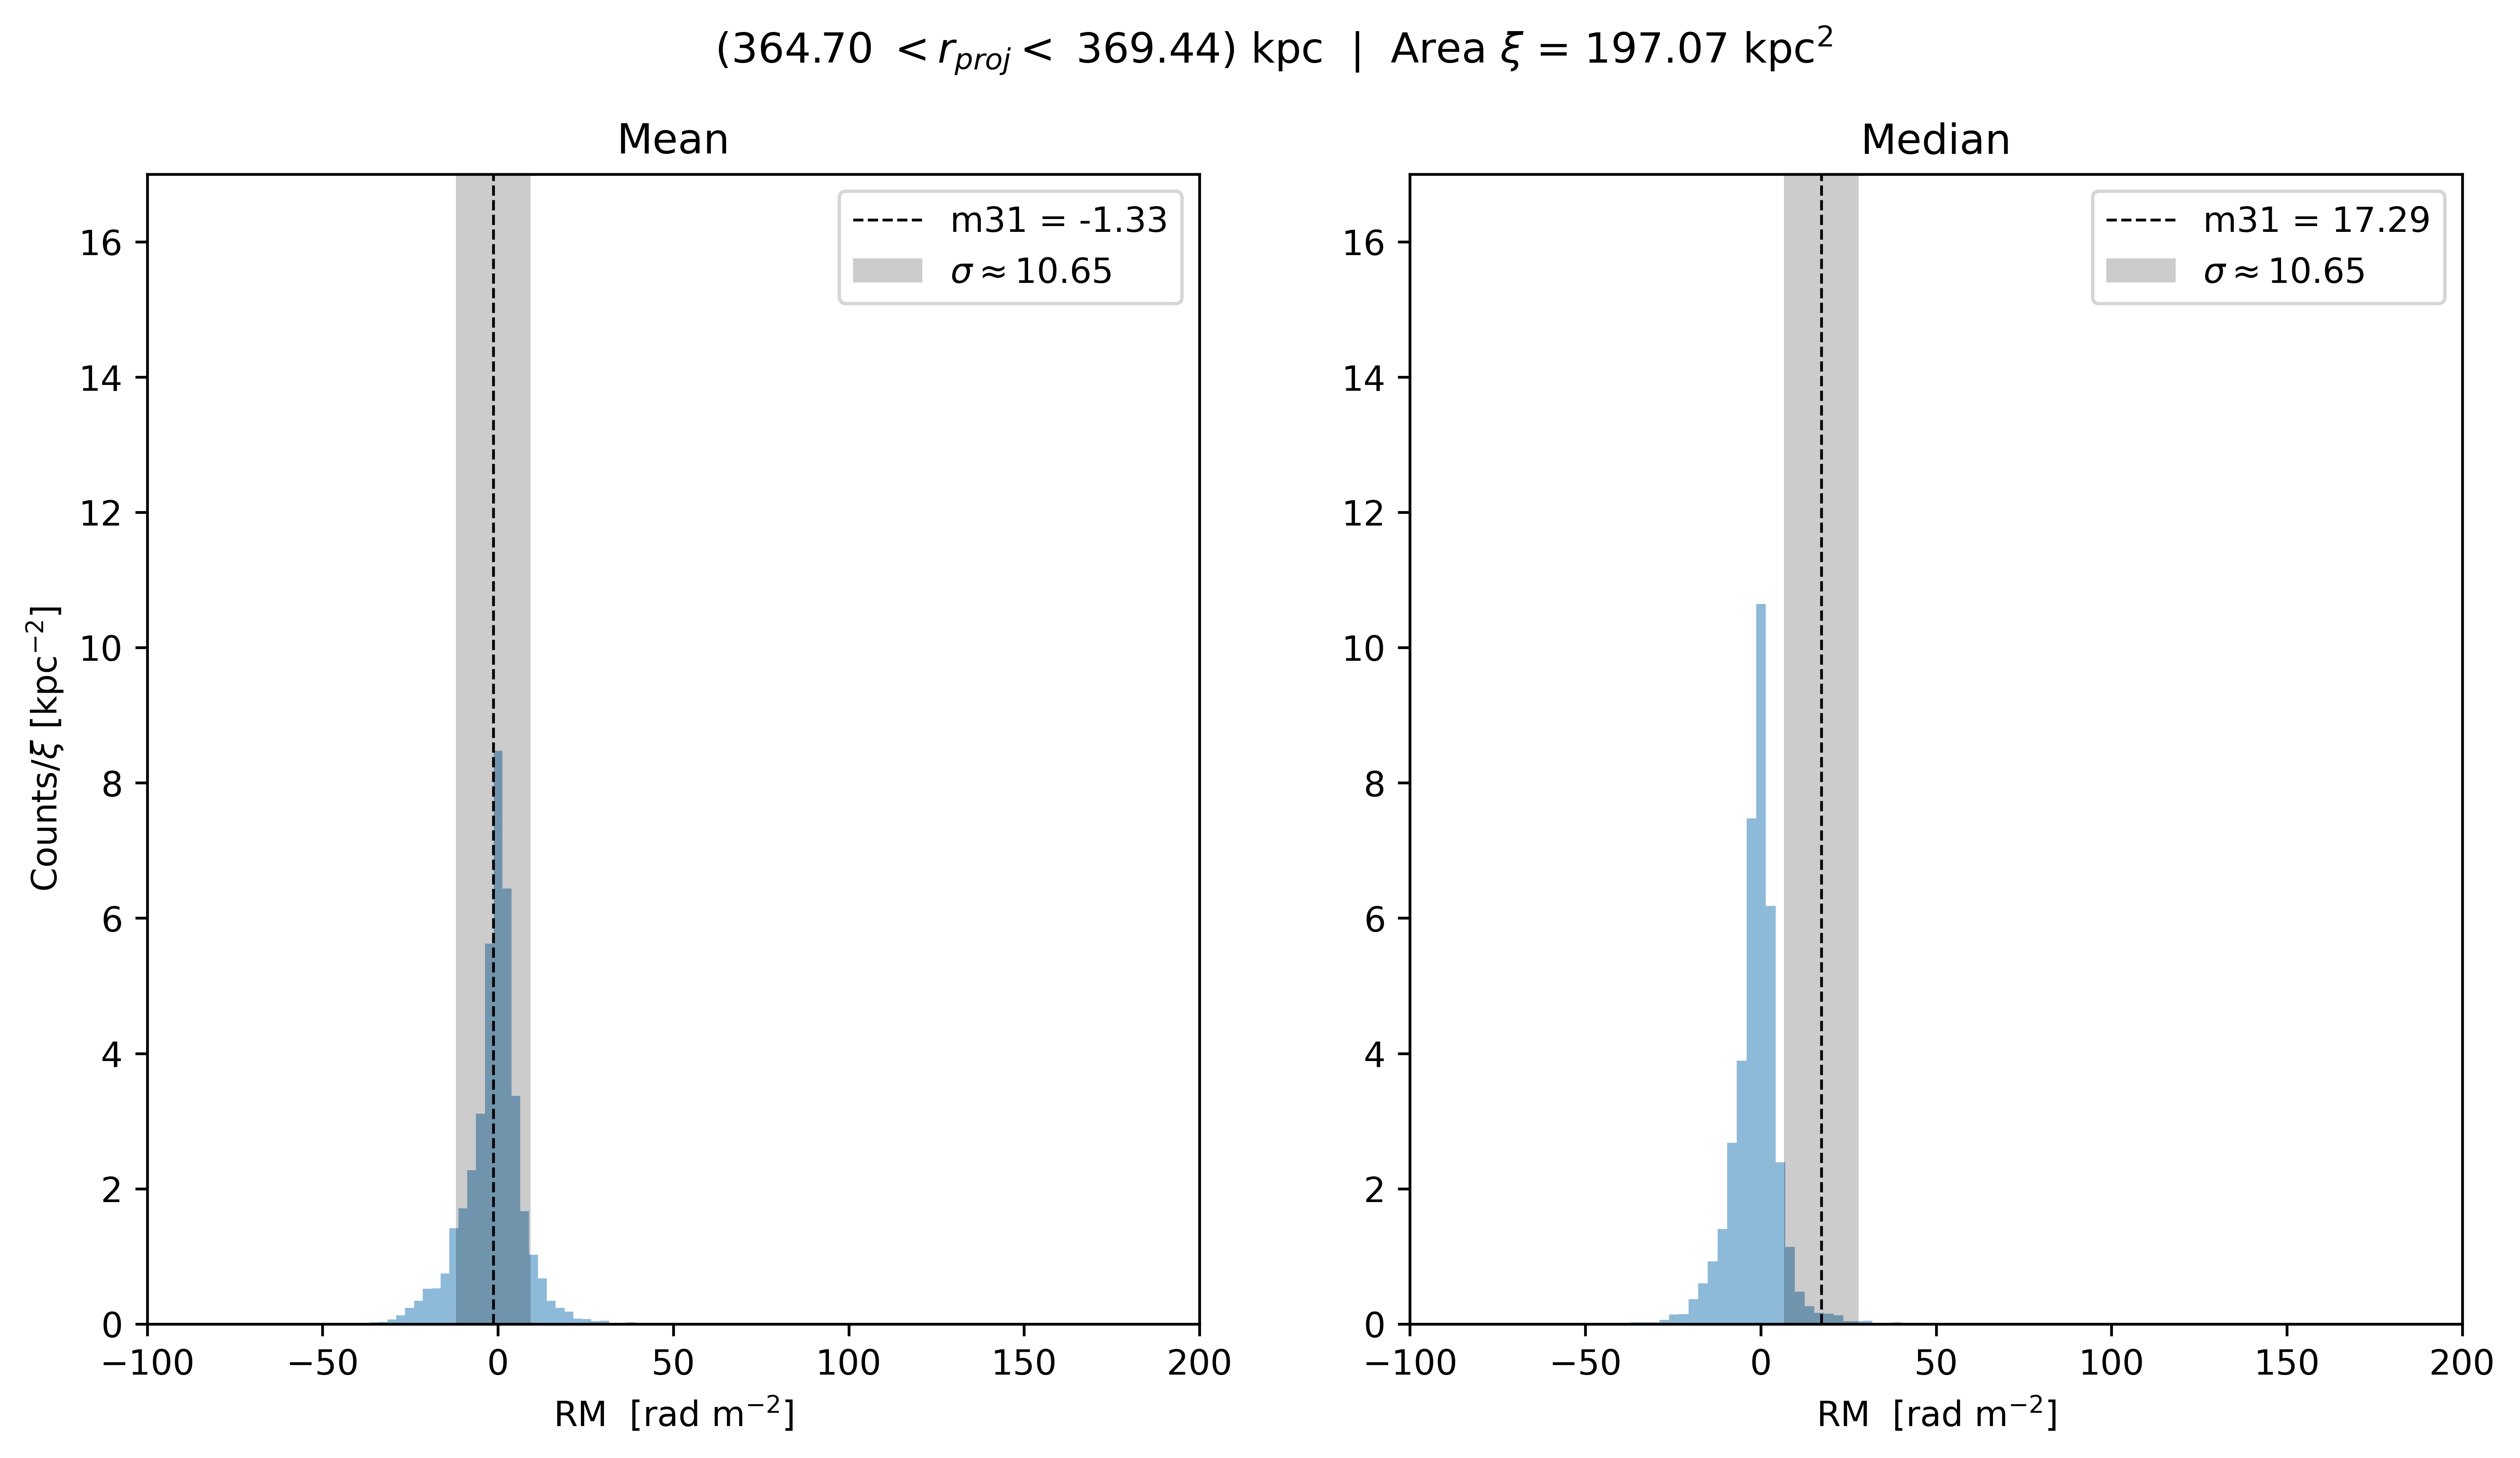 (364.70 < r_proj < 369.44) kpc | Area ξ = 197.07 kpc²
Mean
m31 = -1.33
σ ≈ 10.65
16
14
12
10
8
6
4
2
0
Counts/ξ [kpc⁻²]
−100 −50 0 50 100 150 200
RM [rad m⁻²]
Median
m31 = 17.29
σ ≈ 10.65
16
14
12
10
8
6
4
2
0
−100 −50 0 50 100 150 200
RM [rad m⁻²]